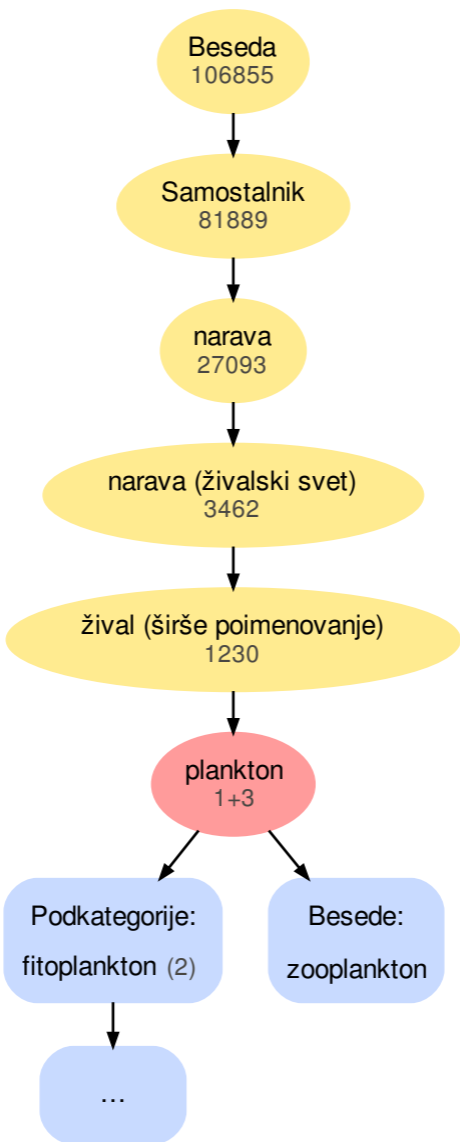 Beseda
106855
Samostalnik
81889
narava
27093
narava (živalski svet)
3462
žival (širše poimenovanje)
1230
plankton
1+3
Podkategorije:
fitoplankton (2)
Besede:
zooplankton
...